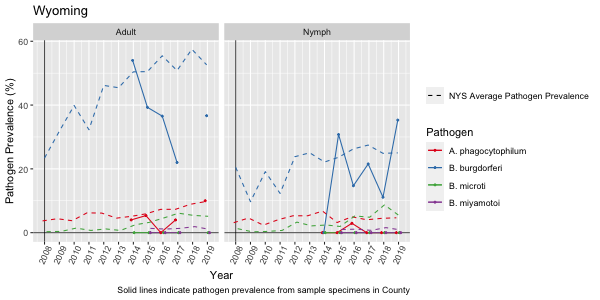 Wyoming
Adult
Nymph
Pathogen Prevalence (%)
60
40
20
0
2008 2009 2010 2011 2012 2013 2014 2015 2016 2017 2018 2019
2008 2009 2010 2011 2012 2013 2014 2015 2016 2017 2018 2019
Year
Solid lines indicate pathogen prevalence from sample specimens in County
NYS Average Pathogen Prevalence
Pathogen
A. phagocytophilum
B. burgdorferi
B. microti
B. miyamotoi